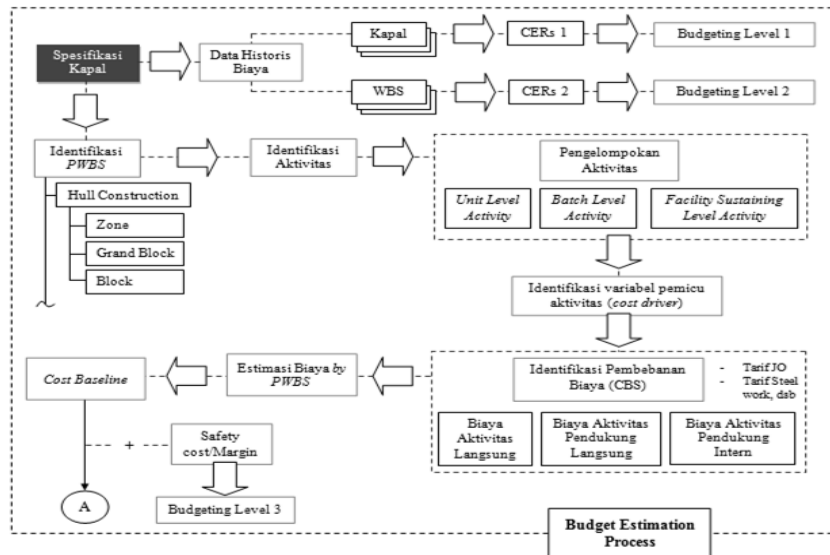 Spesifikasi
Kapal
Data Historis
Biaya
Kapal
CERs 1
Budgeting Level 1
WBS
CERs 2
Budgeting Level 2
Identifikasi
PWBS
Identifikasi
Aktivitas
Pengelompokan
Aktivitas
Unit Level
Activity
Batch Level
Activity
Facility Sustaining
Level Activity
Hull Construction
Zone
Grand Block
Block
Identifikasi variabel pemicu
aktivitas (cost driver)
Cost Baseline
Estimasi Biaya by
PWBS
Identifikasi Pembebanan
Biaya (CBS)
- Tarif JO
- Tarif Steel
work, dsb
Biaya
Aktivitas
Langsung
Biaya Aktivitas
Pendukung
Langsung
Biaya Aktivitas
Pendukung
Intern
+
Safety
cost/Margin
A
Budgeting Level 3
Budget Estimation
Process